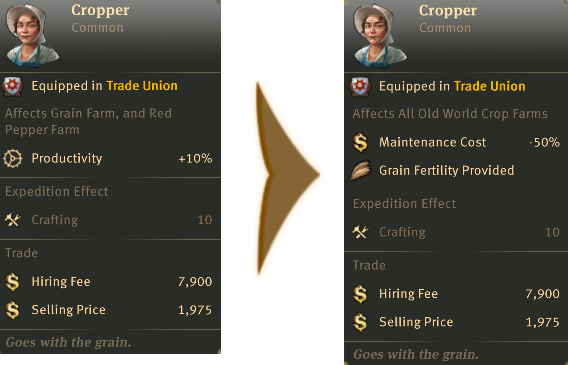 Cropper
Common
Equipped in Trade Union
Affects Grain Farm, and Red
Pepper Farm
Productivity +10%
Expedition Effect
Crafting 10
Trade
Hiring Fee 7,900
Selling Price 1,975
Goes with the grain.
Cropper
Common
Equipped in Trade Union
Affects All Old World Crop Farms
Maintenance Cost -50%
Grain Fertility Provided
Expedition Effect
Crafting 10
Trade
Hiring Fee 7,900
Selling Price 1,975
Goes with the grain.